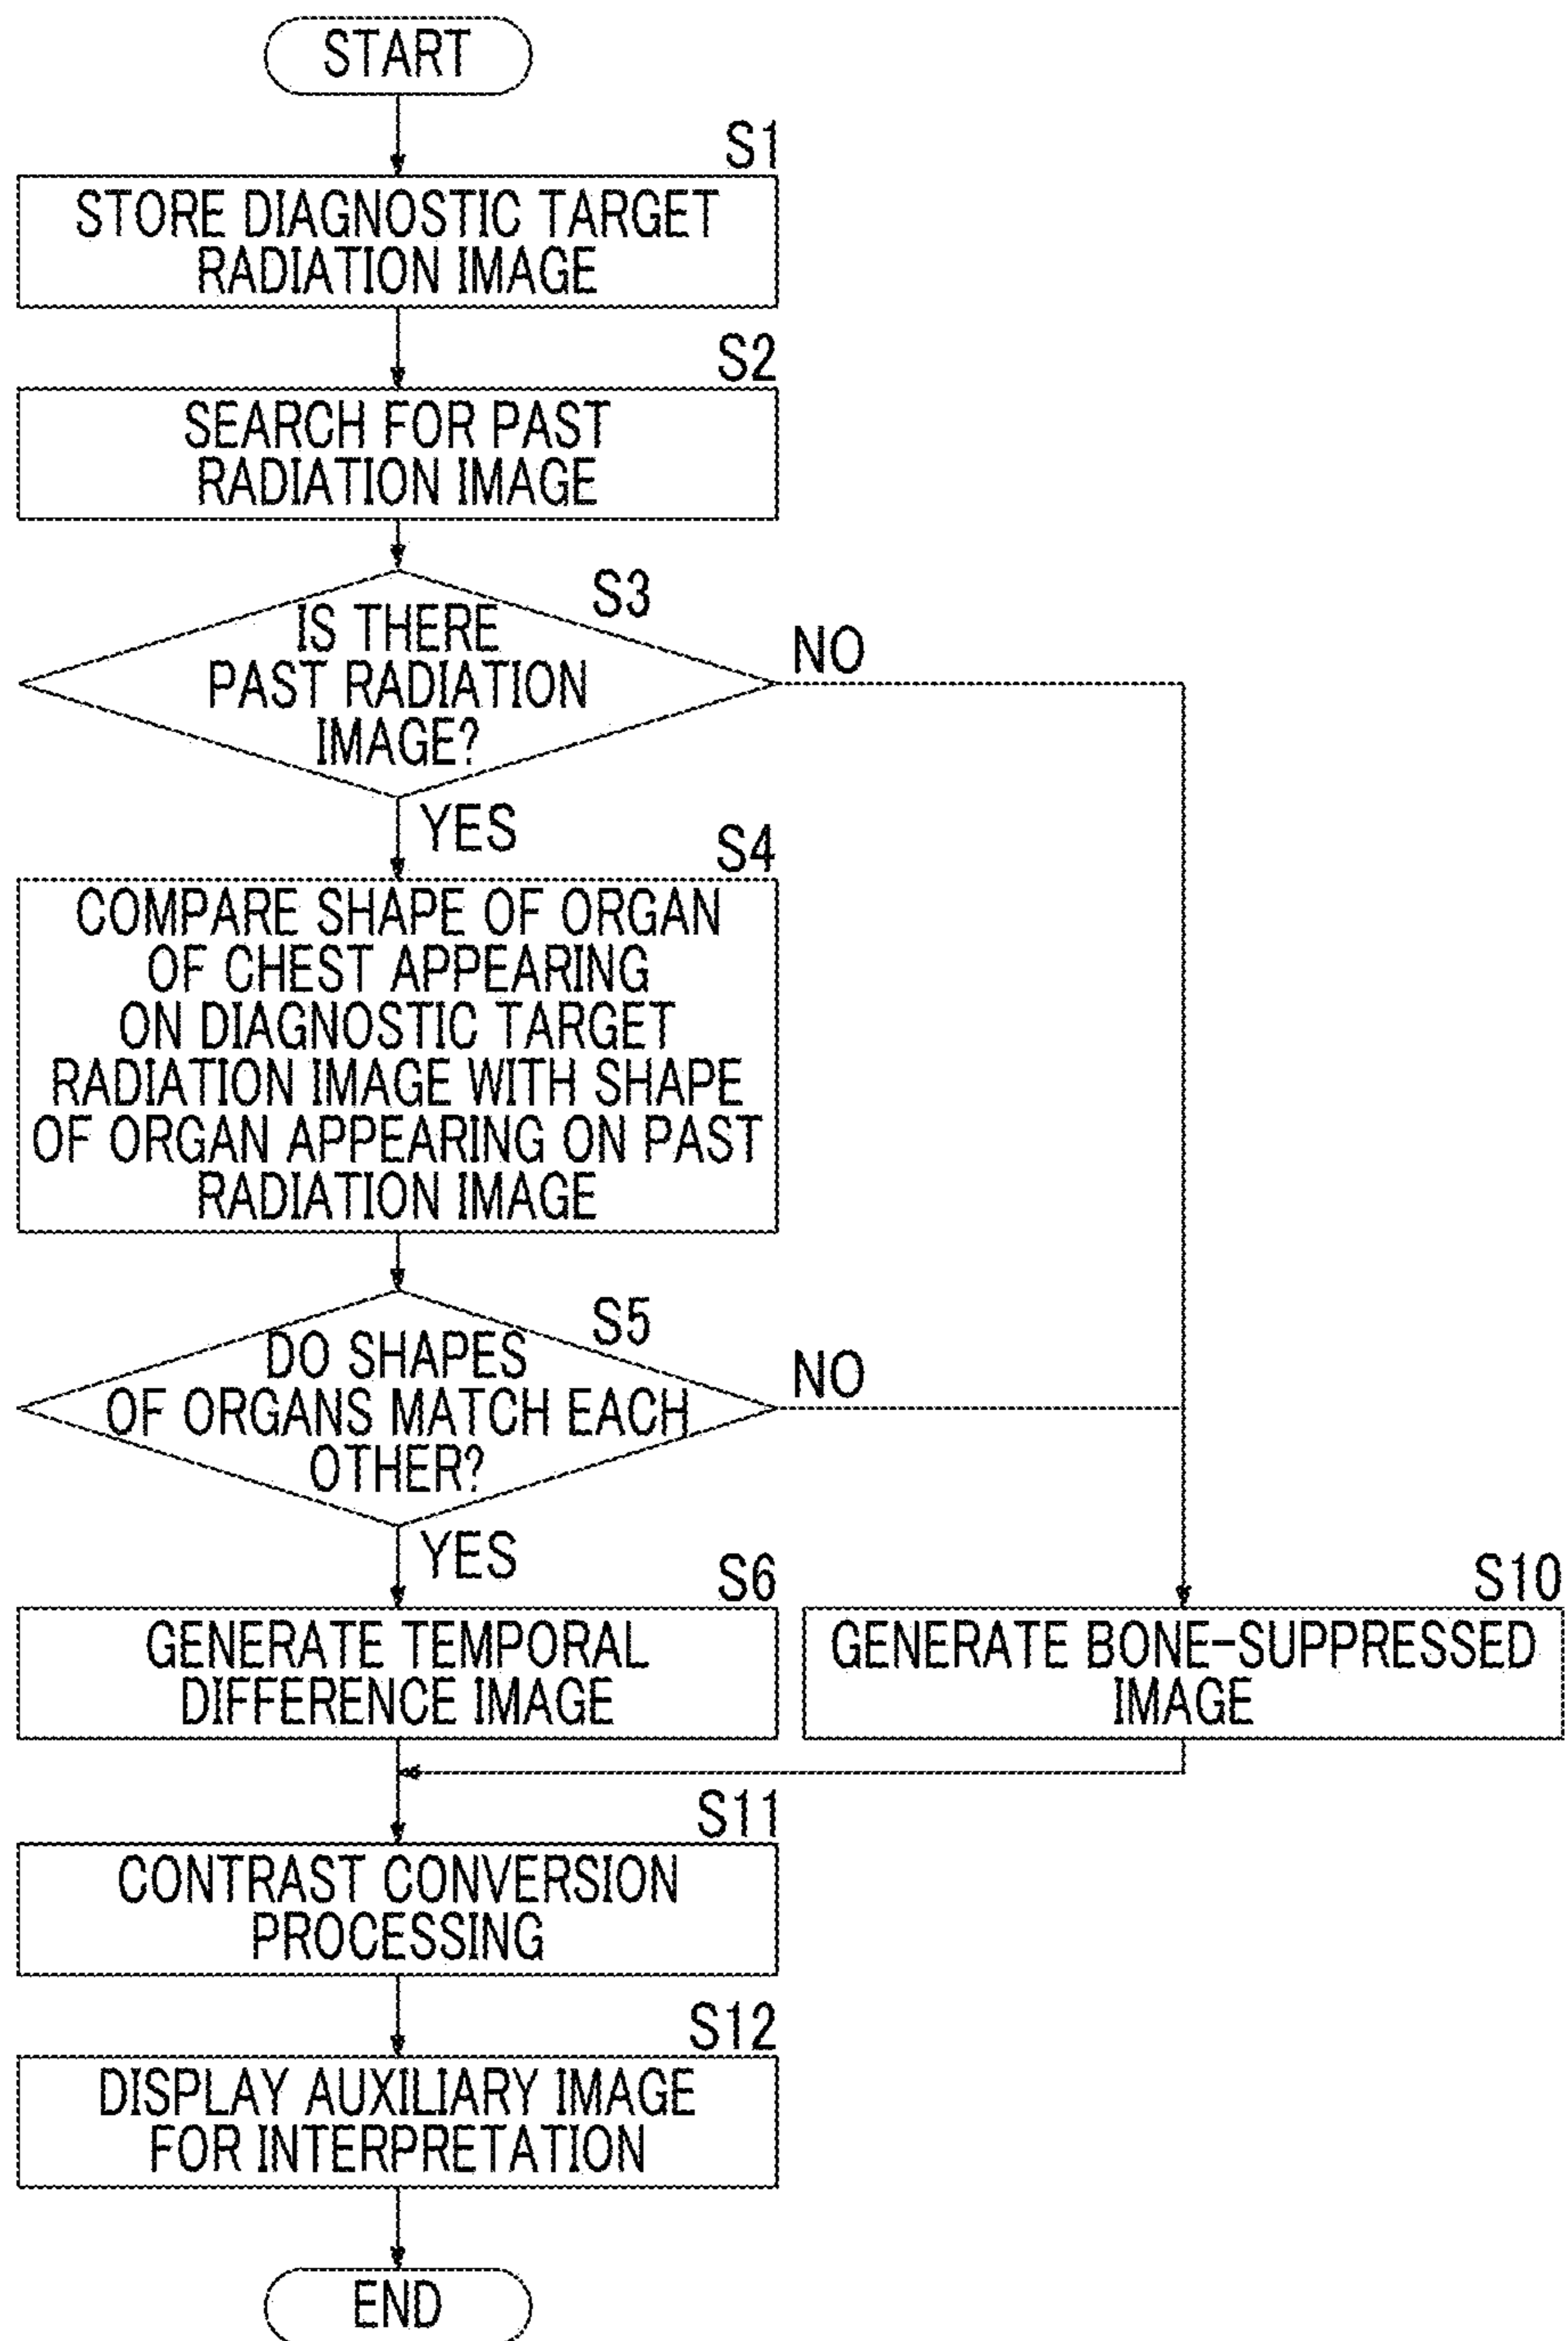 START
S1
STORE DIAGNOSTIC TARGET
RADIATION IMAGE
S2
SEARCH FOR PAST
RADIATION IMAGE
S3
IS THERE
PAST RADIATION
IMAGE?
NO
YES
S4
COMPARE SHAPE OF ORGAN
OF CHEST APPEARING
ON DIAGNOSTIC TARGET
RADIATION IMAGE WITH SHAPE
OF ORGAN APPEARING ON PAST
RADIATION IMAGE
S5
DO SHAPES
OF ORGANS MATCH EACH
OTHER?
NO
YES
S6
GENERATE TEMPORAL
DIFFERENCE IMAGE
S10
GENERATE BONE-SUPPRESSED
IMAGE
S11
CONTRAST CONVERSION
PROCESSING
S12
DISPLAY AUXILIARY IMAGE
FOR INTERPRETATION
END